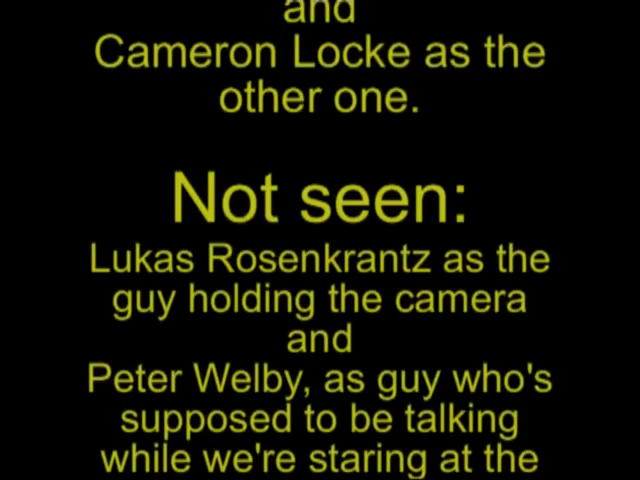 and
Cameron Locke as the
other one.
Not seen:
Lukas Rosenkrantz as the
guy holding the camera
and
Peter Welby, as guy who's
supposed to be talking
while we're staring at the